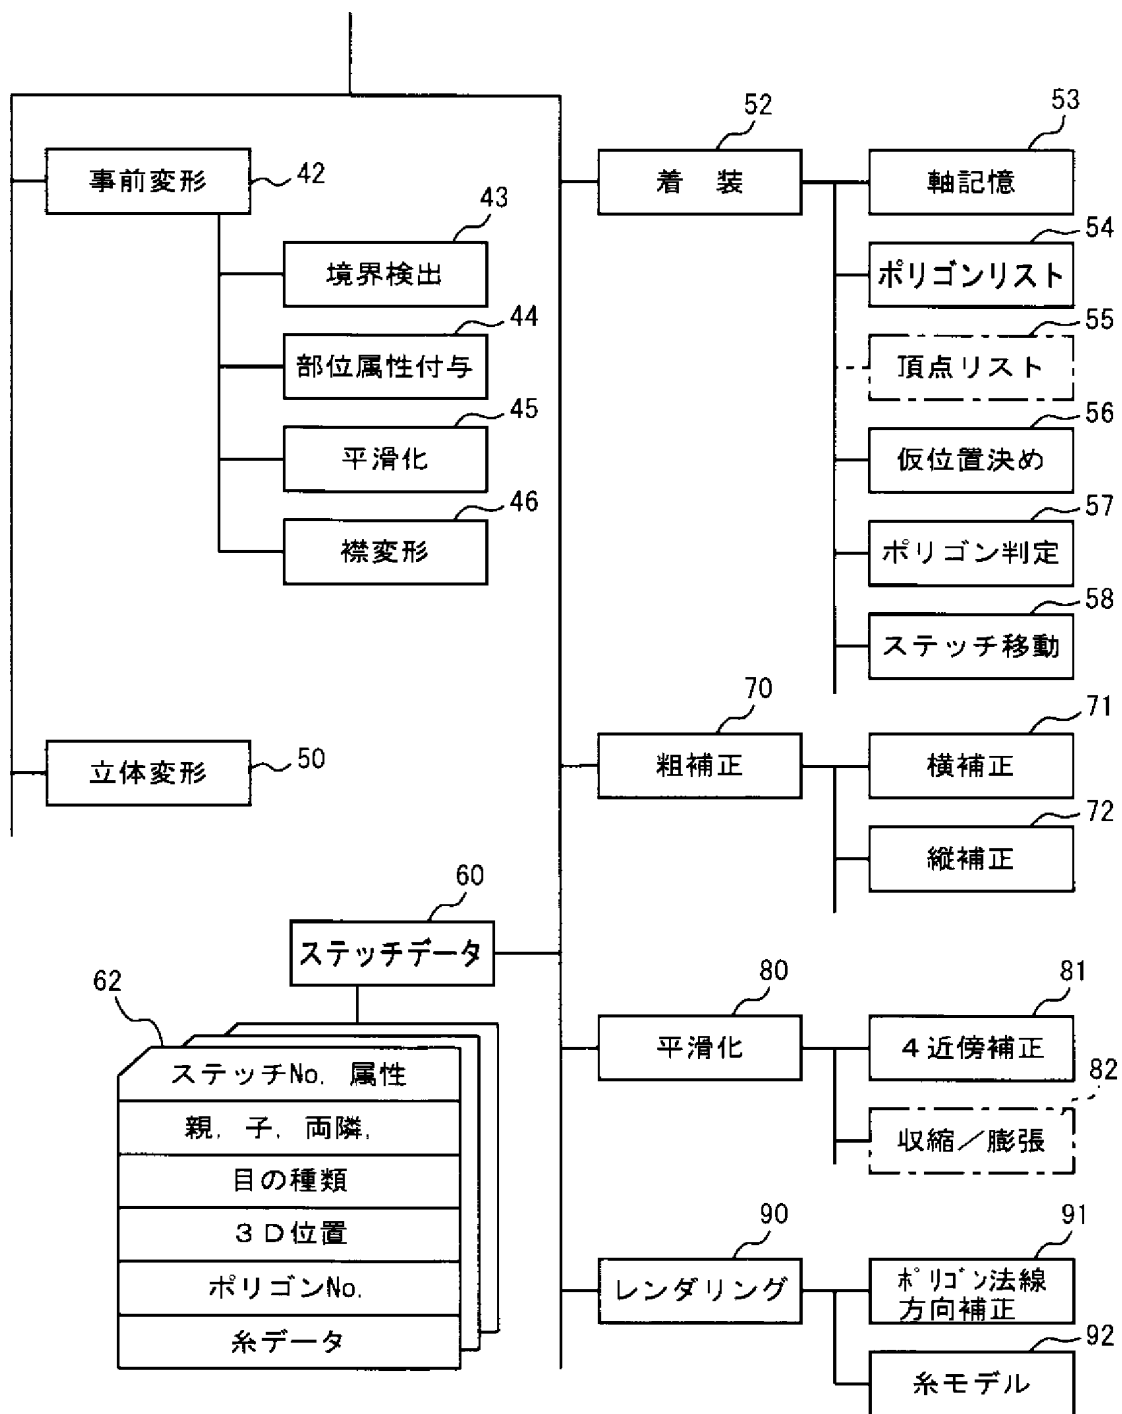 事前変形
42
境界検出
43
部位属性付与
44
平滑化
45
襟変形
46
立体変形
50
着 装
52
軸記憶
53
ポリゴンリスト
54
頂点リスト
55
仮位置決め
56
ポリゴン判定
57
ステッチ移動
58
ステッチデータ
60
62
ステッチNo. 属性
親, 子, 両隣,
目の種類
3D位置
ポリゴンNo.
糸データ
粗補正
70
横補正
71
縦補正
72
平滑化
80
4近傍補正
81
収縮/膨張
82
レンダリング
90
ポリゴン法線
方向補正
91
糸モデル
92